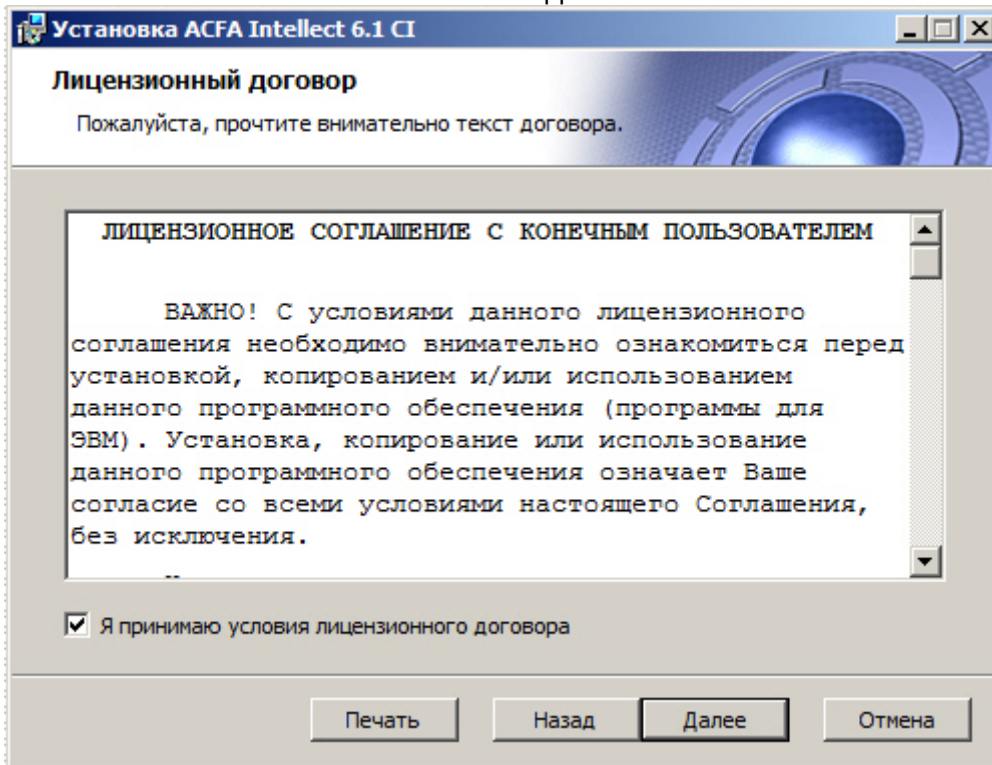 Установка ACFA Intellect 6.1 CI
Лицензионный договор
Пожалуйста, прочтите внимательно текст договора.
ЛИЦЕНЗИОННОЕ СОГЛАШЕНИЕ С КОНЕЧНЫМ ПОЛЬЗОВАТЕЛЕМ
ВАЖНО! С условиями данного лицензионного
соглашения необходимо внимательно ознакомиться перед
установкой, копированием и/или использованием
данного программного обеспечения (программы для
ЭВМ). Установка, копирование или использование
данного программного обеспечения означает Ваше
согласие со всеми условиями настоящего Соглашения,
без исключения.
Я принимаю условия лицензионного договора
Печать Назад Далее Отмена